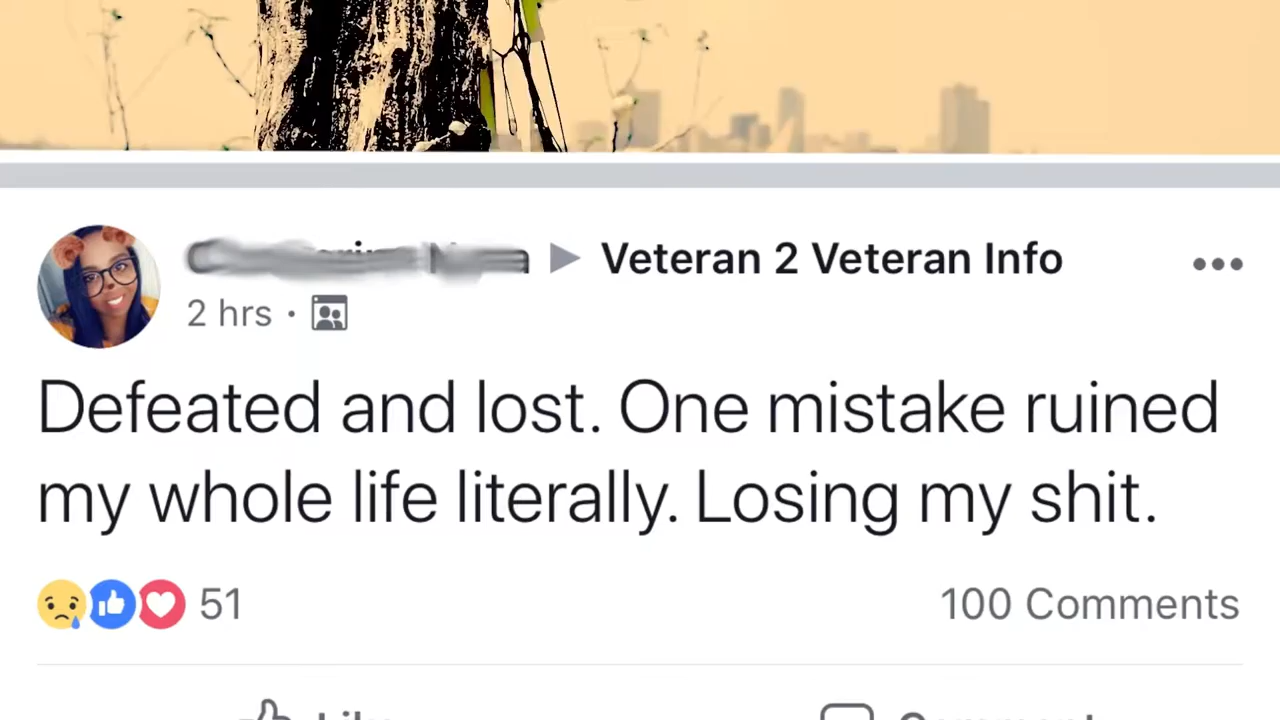 Veteran 2 Veteran Info
2 hrs
Defeated and lost. One mistake ruined
my whole life literally. Losing my shit.
51
100 Comments